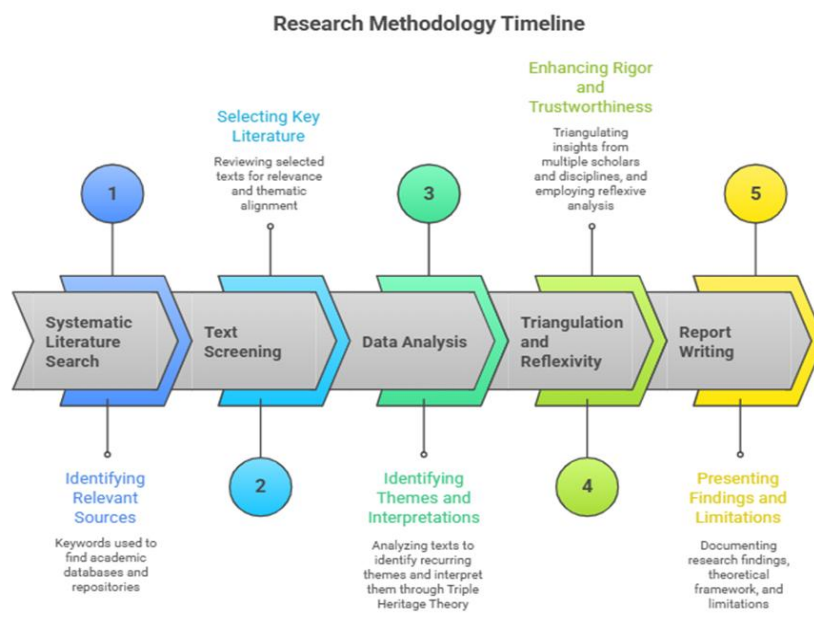 Research Methodology Timeline
1
Systematic
Literature
Search
Identifying
Relevant
Sources
Keywords used to
find academic
databases and
repositories
Selecting Key
Literature
Reviewing selected
texts for relevance
and thematic
alignment
Text
Screening
2
3
Data Analysis
Identifying
Themes and
Interpretations
Analyzing texts to
identify recurring
themes and interpret
them through Triple
Heritage Theory
Enhancing Rigor
and
Trustworthiness
Triangulating
insights from
multiple scholars
and disciplines, and
employing reflexive
analysis
Triangulation
and
Reflexivity
4
5
Report
Writing
Presenting
Findings and
Limitations
Documenting
research findings,
theoretical
framework, and
limitations